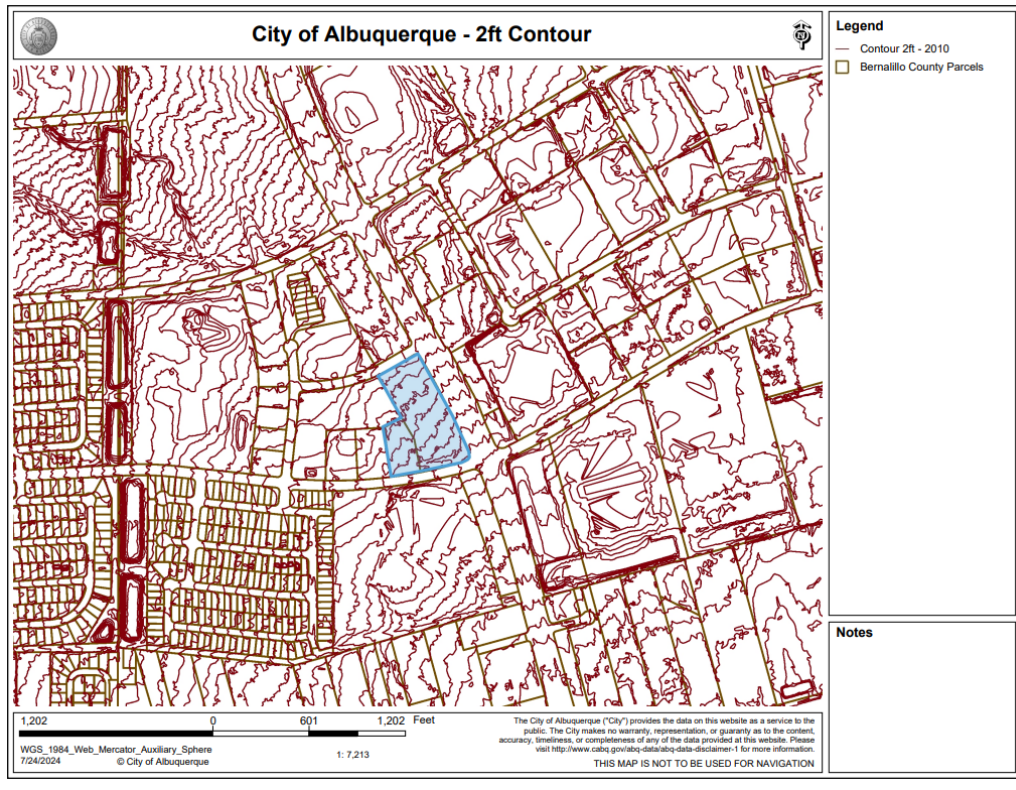 City of Albuquerque - 2ft Contour
Legend
Contour 2ft - 2010
Bernalillo County Parcels
Notes
1,202 0 601 1,202 Feet
WGS_1984_Web_Mercator_Auxiliary_Sphere
7/24/2024 © City of Albuquerque
1: 7,213
The City of Albuquerque ("City") provides the data on this website as a service to the
public. The City makes no warranty, representation, or guaranty as to the content,
accuracy, timeliness, or completeness of any of the data provided at this website. Please
visit http://www.cabq.gov/abq-data/abq-data-disclaimer-1 for more information.
THIS MAP IS NOT TO BE USED FOR NAVIGATION